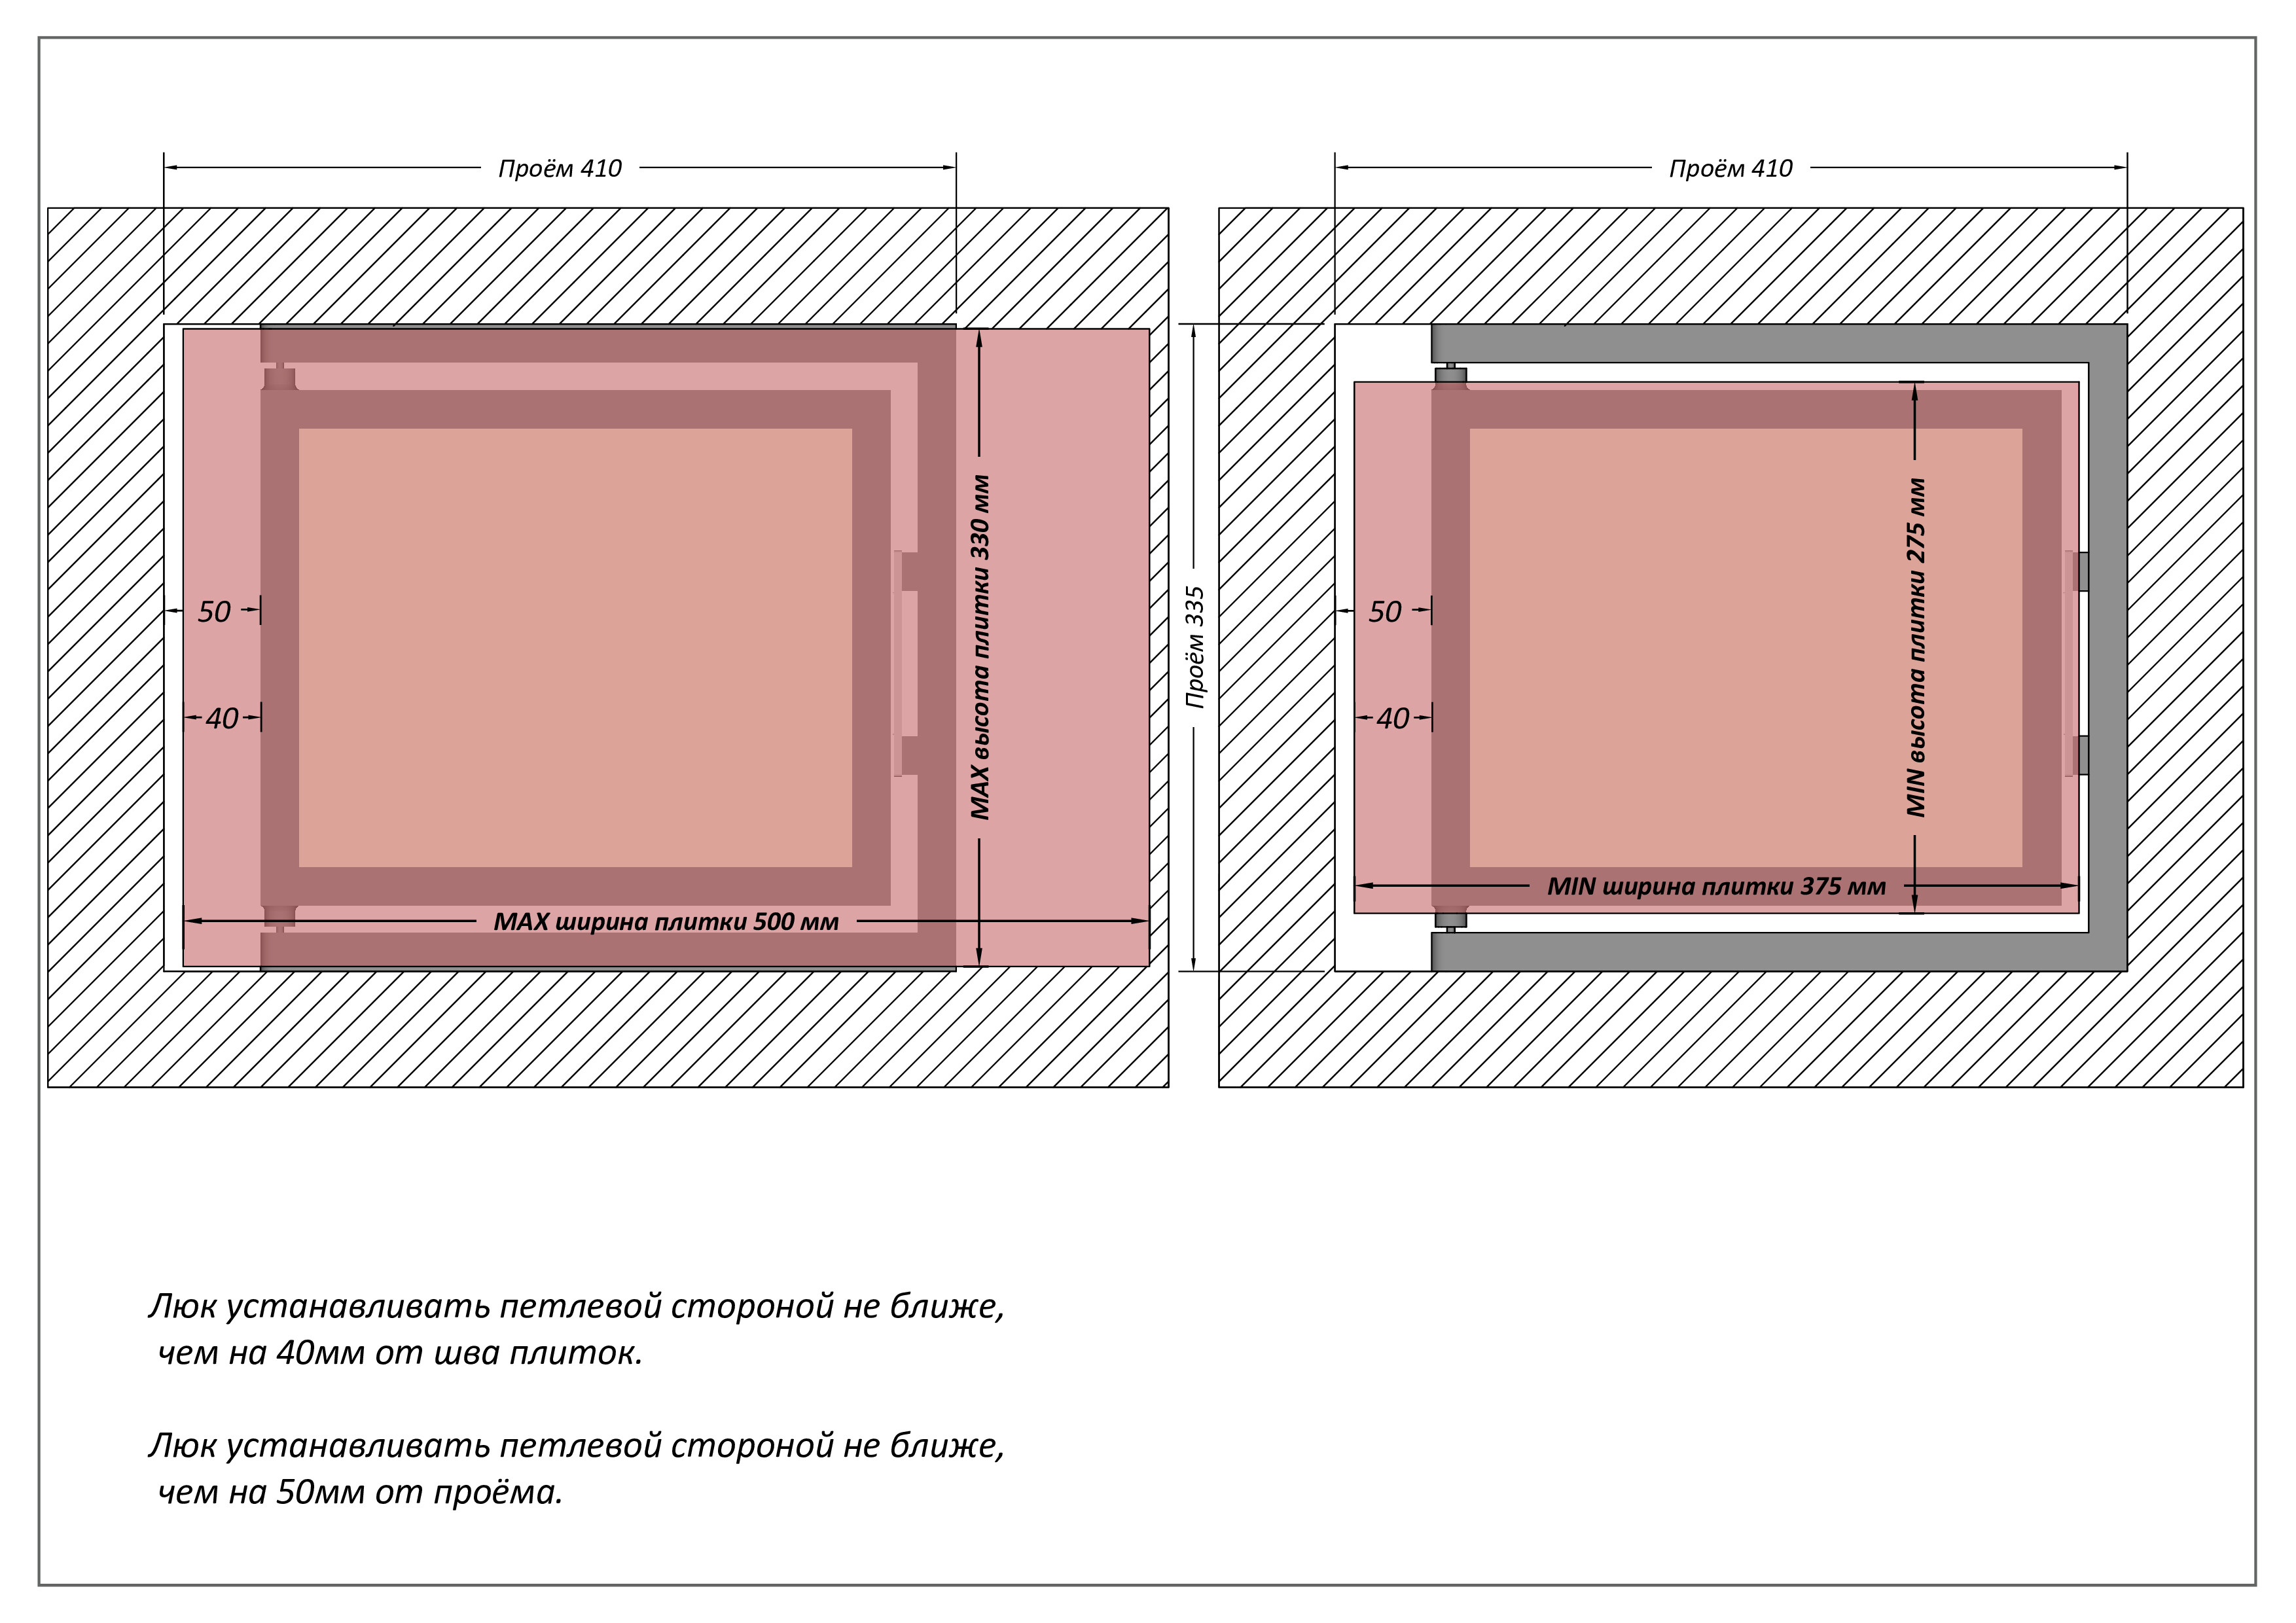 Проём 410
Проём 410
50
40
MAX высота плитки 330 мм
MAX ширина плитки 500 мм
Проём 335
50
40
MIN высота плитки 275 мм
MIN ширина плитки 375 мм
Люк устанавливать петлевой стороной не ближе,
чем на 40мм от шва плиток.
Люк устанавливать петлевой стороной не ближе,
чем на 50мм от проёма.